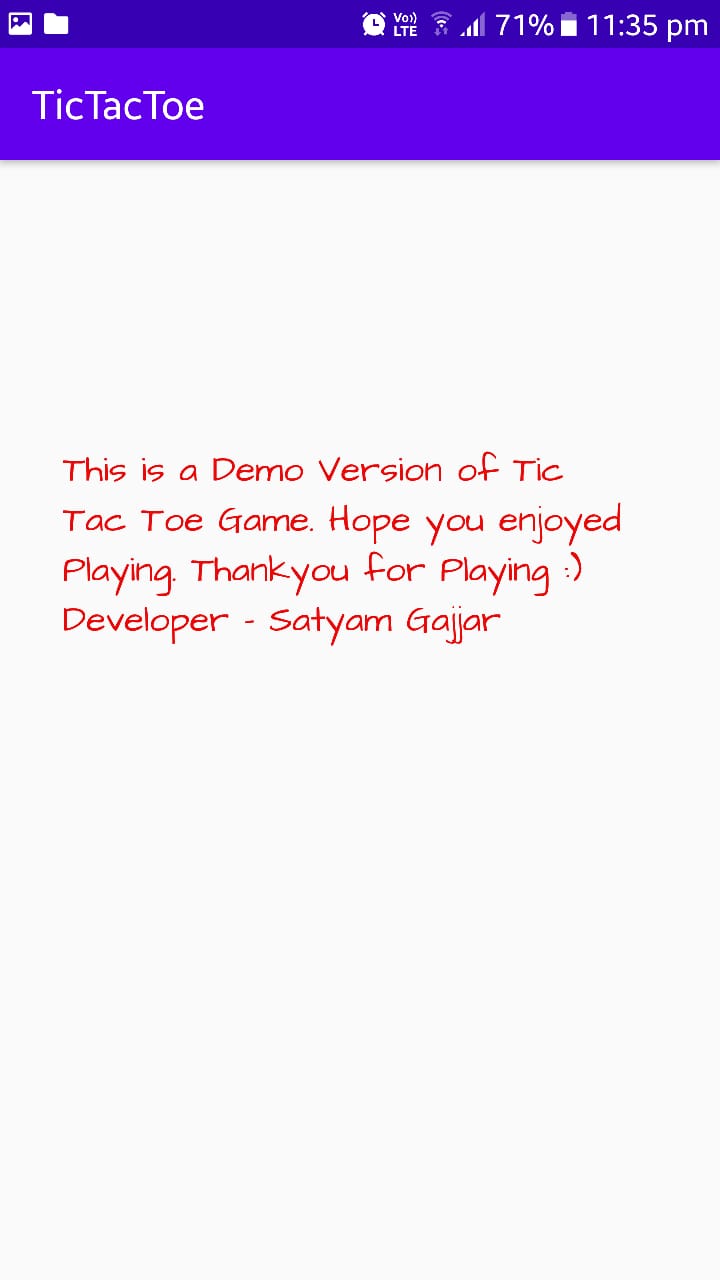 Vo)) LTE 71% 11:35 pm
TicTacToe
This is a Demo Version of Tic
Tac Toe Game. Hope you enjoyed
Playing. Thankyou for Playing :)
Developer - Satyam Gajjar